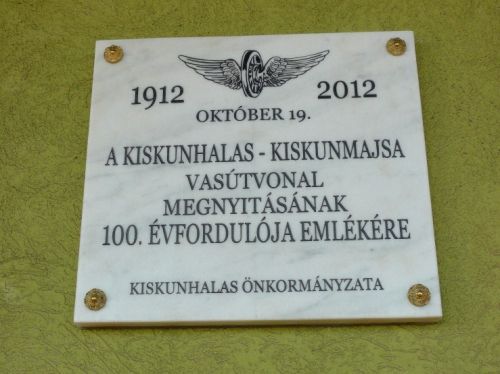 1912 2012
OKTÓBER 19.
A KISKUNHALAS - KISKUNMAJSA
VASÚTVONAL
MEGNYITÁSÁNAK
100. ÉVFORDULÓJA EMLÉKÉRE
KISKUNHALAS ÖNKORMÁNYZATA